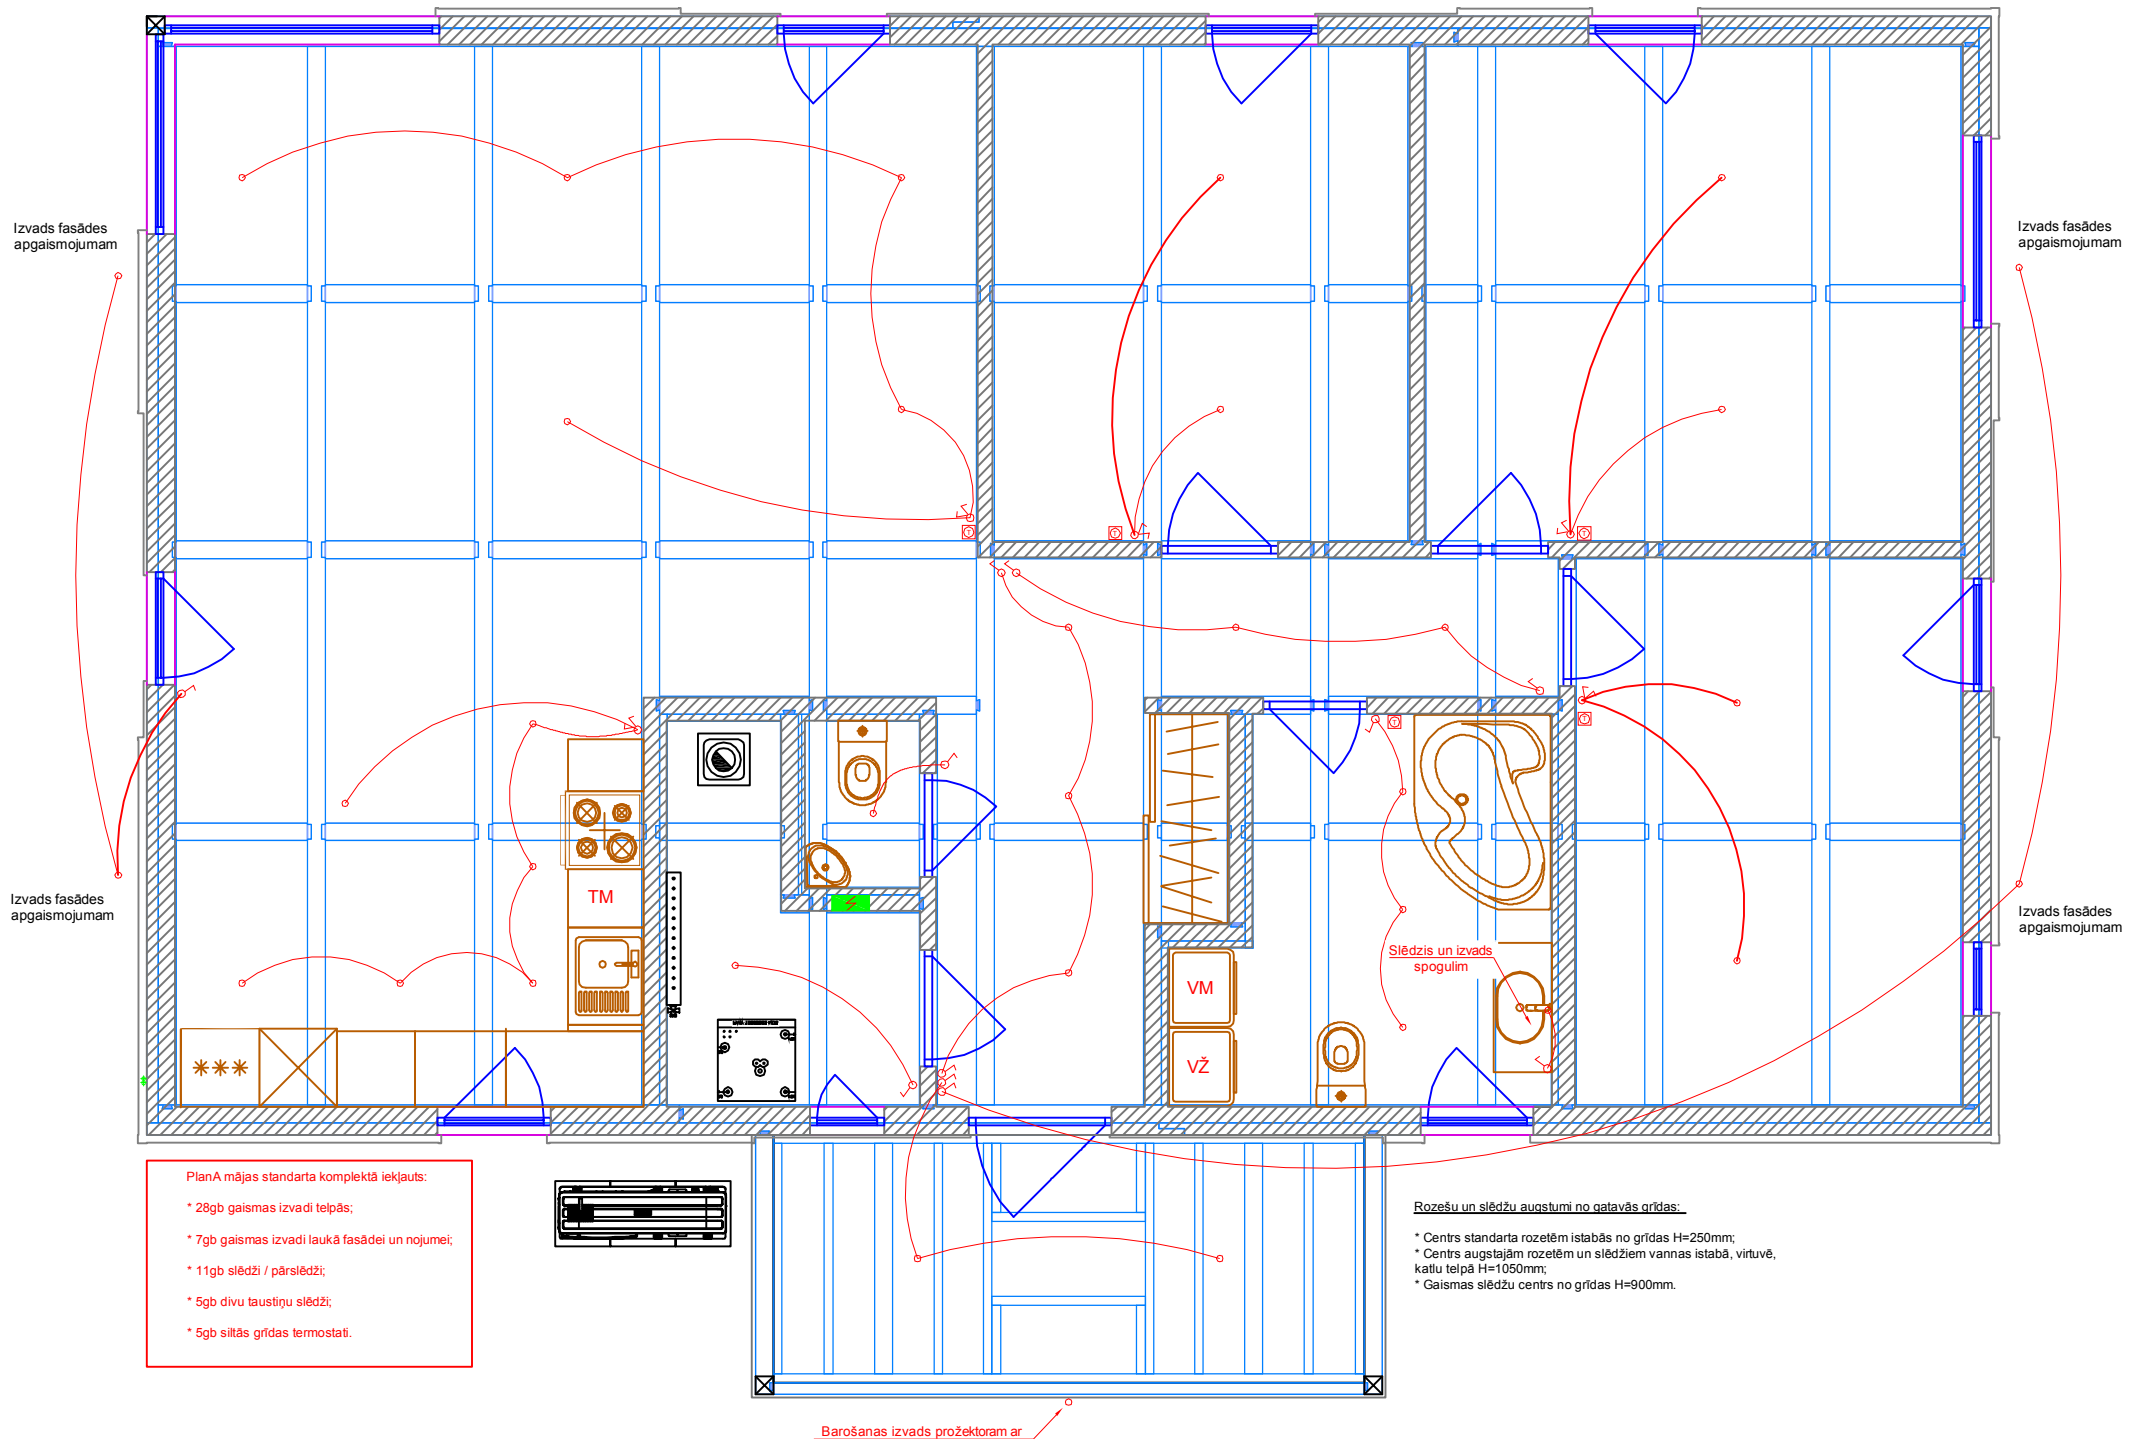 Izvads fasādes
apgaismojumam
Izvads fasādes
apgaismojumam
TM
Izvads fasādes
apgaismojumam
Izvads fasādes
apgaismojumam
Slēdzis un izvads
spogulim
VM
VŽ
PlanA mājas standarta komplektā iekļauts:
* 28gb gaismas izvadi telpās;
* 7gb gaismas izvadi laukā fasādei un nojumei;
* 11gb slēdži / pārslēdži;
* 5gb divu taustiņu slēdži;
* 5gb siltās grīdas termostati.
Rozešu un slēdžu augstumi no gatavās grīdas:
* Centrs standarta rozetēm istabās no grīdas H=250mm;
* Centrs augstajām rozetēm un slēdžiem vannas istabā, virtuvē,
katlu telpā H=1050mm;
* Gaismas slēdžu centrs no grīdas H=900mm.
Barošanas izvads prožektoram ar